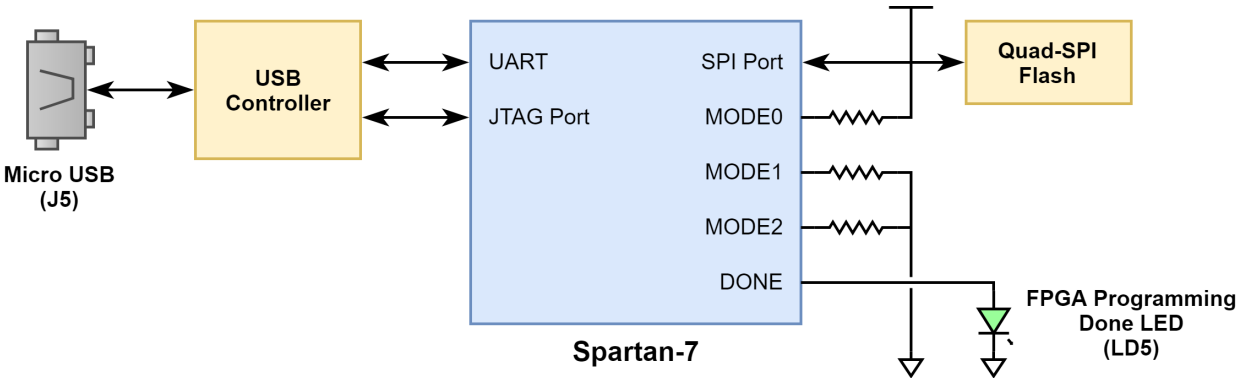 Micro USB
(J5)
USB
Controller
UART
JTAG Port
SPI Port
MODE0
MODE1
MODE2
DONE
Spartan-7
Quad-SPI
Flash
FPGA Programming
Done LED
(LD5)